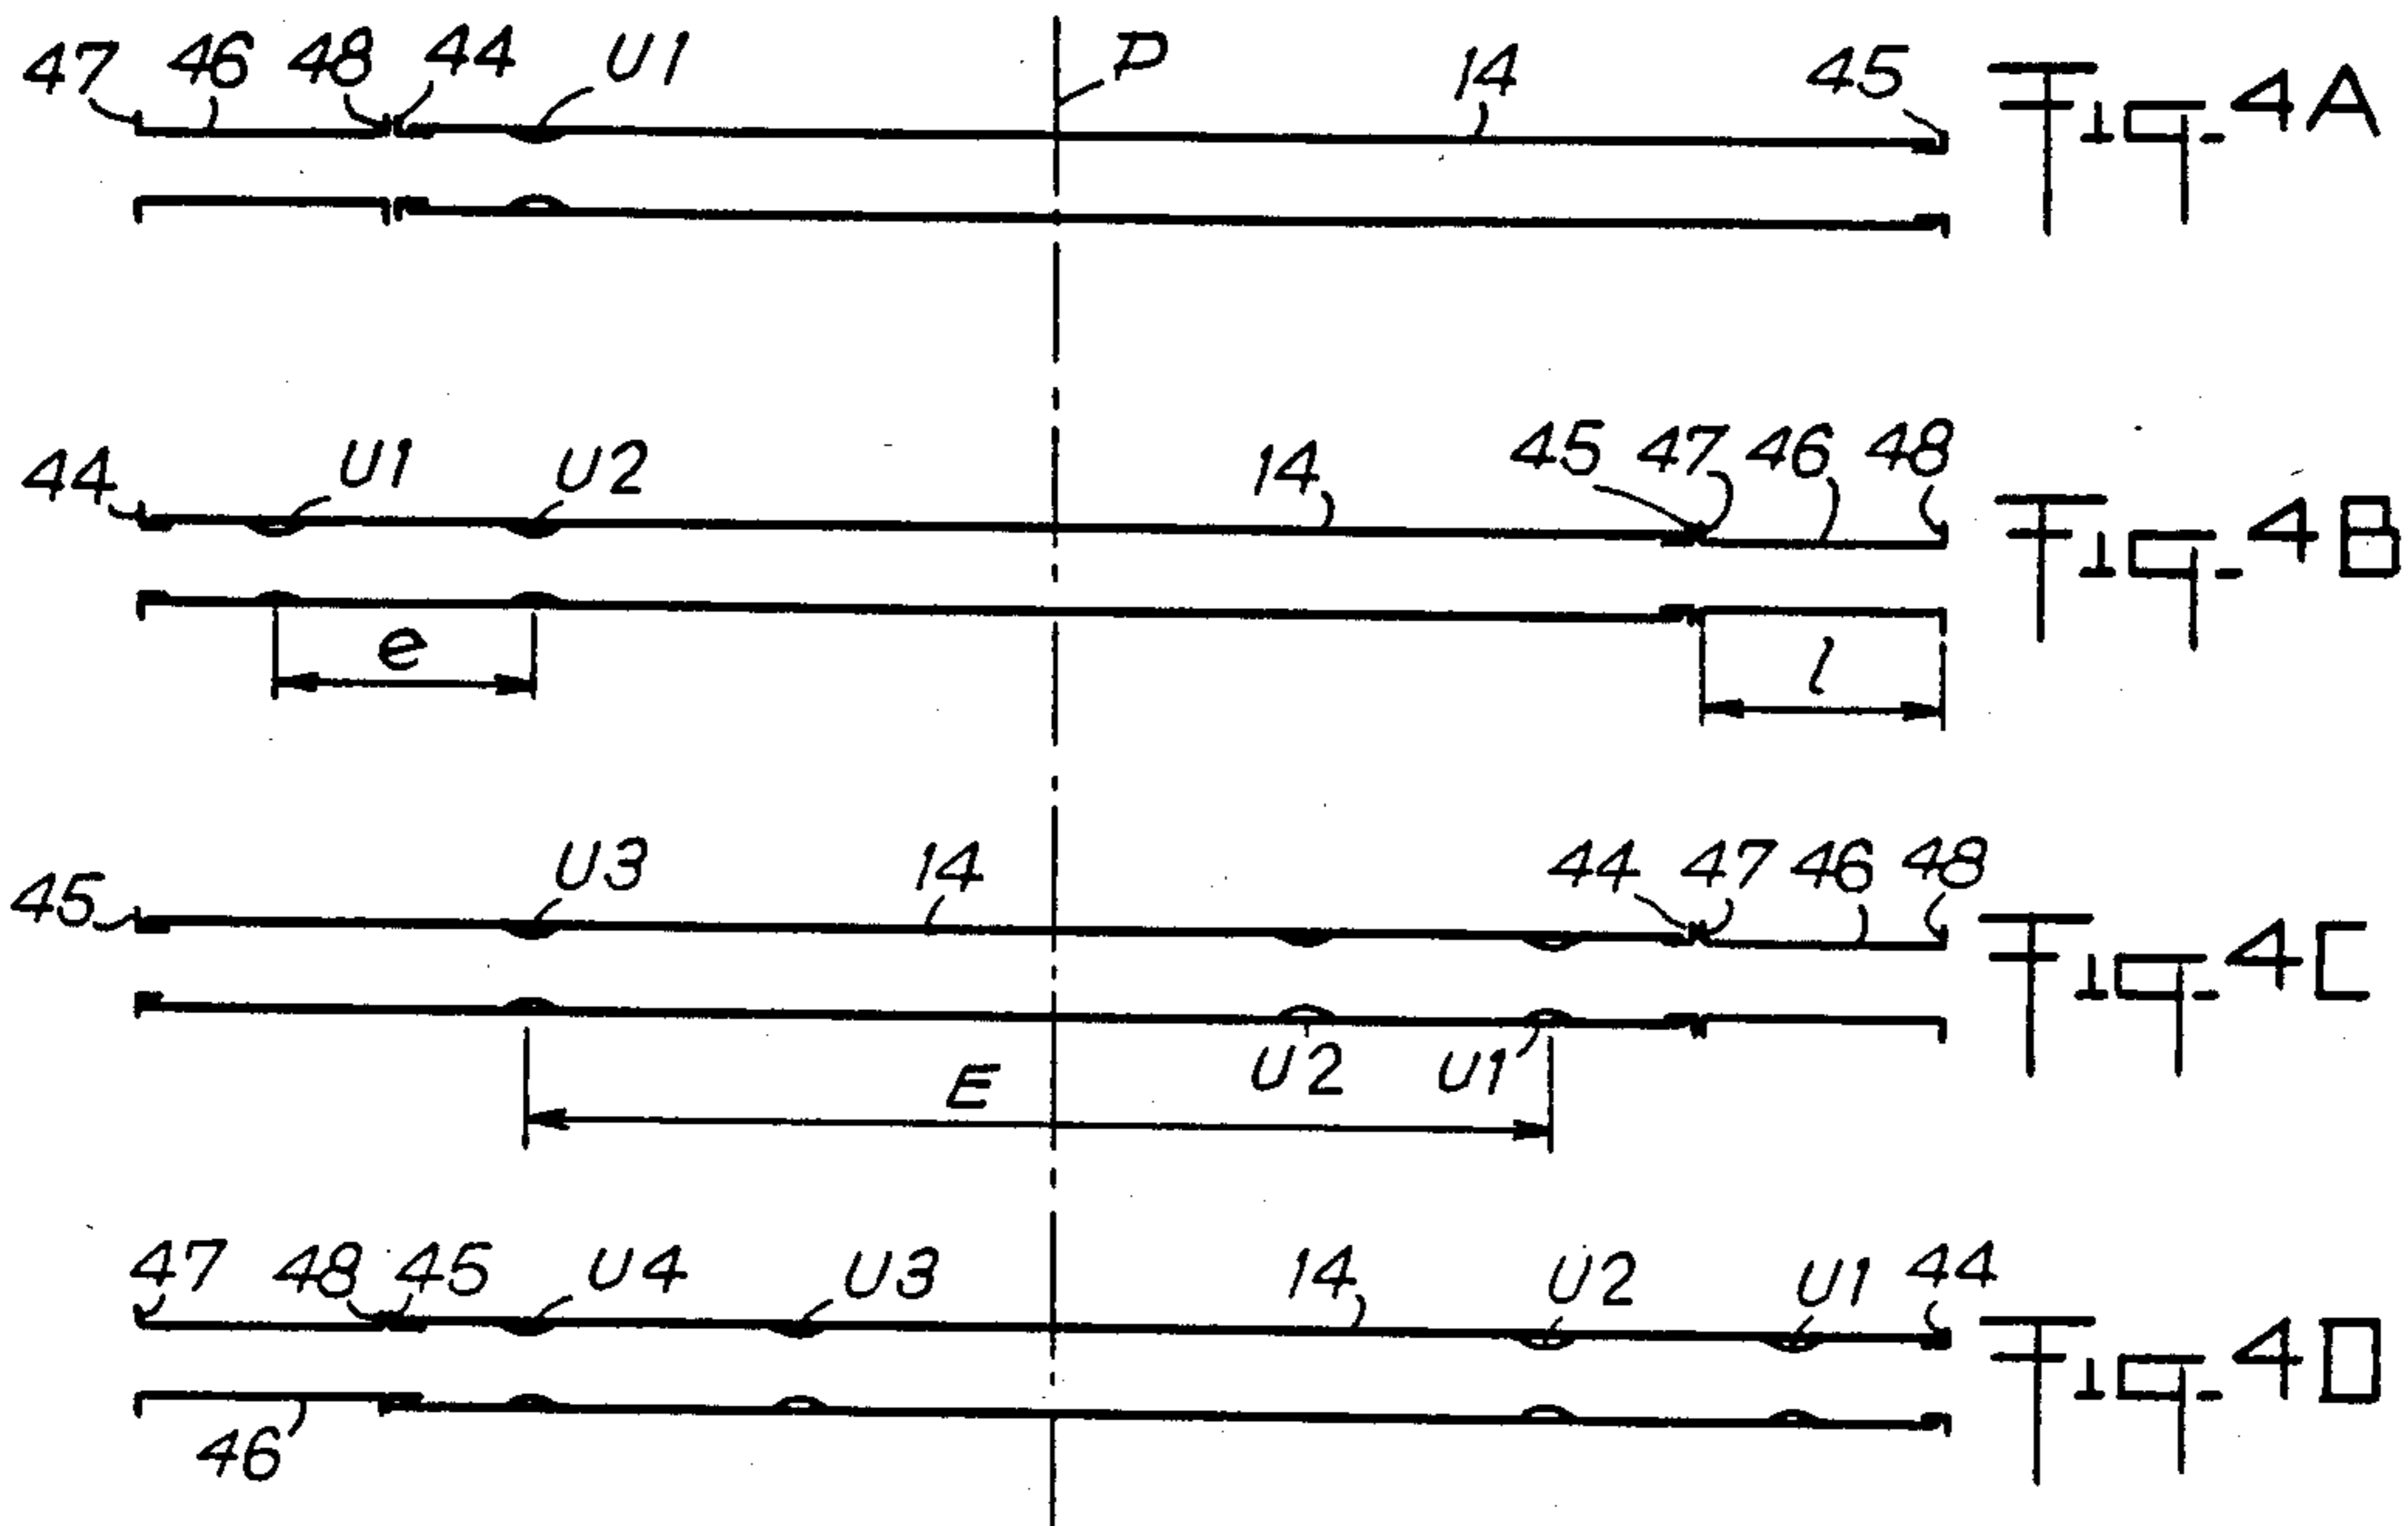 47 46 48 44 U1 P 14 45 Fig. 4A
44 U1 U2 14 45 47 46 48 Fig. 4B
e l
45 U3 14 44 47 46 48 Fig. 4C
E U2 U1
47 48 45 U4 U3 14 U2 U1 44 Fig. 4D
46